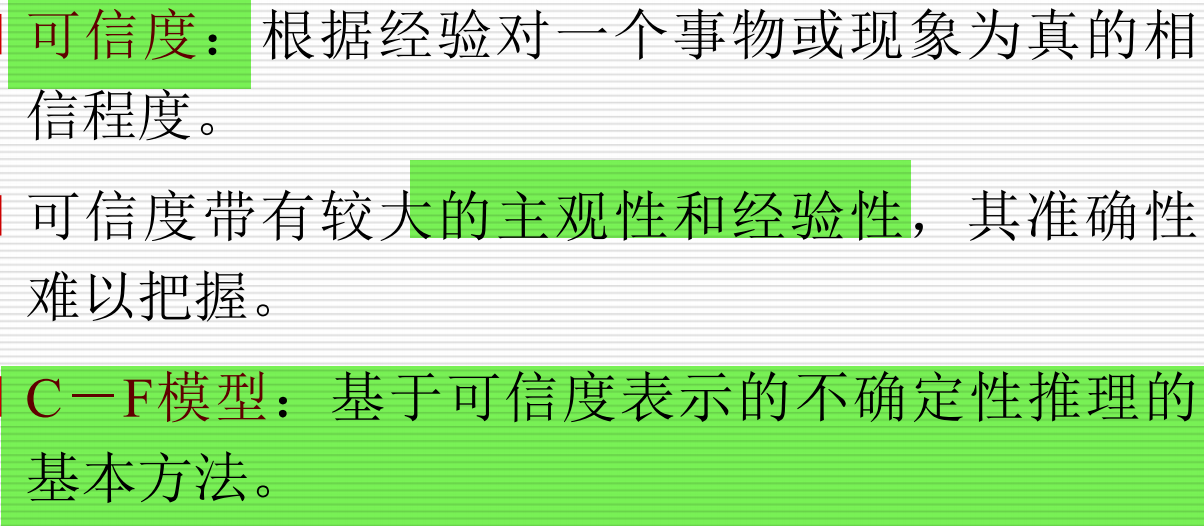 可信度：根据经验对一个事物或现象为真的相
信程度。
可信度带有较大的主观性和经验性，其准确性
难以把握。
C－F模型：基于可信度表示的不确定性推理的
基本方法。